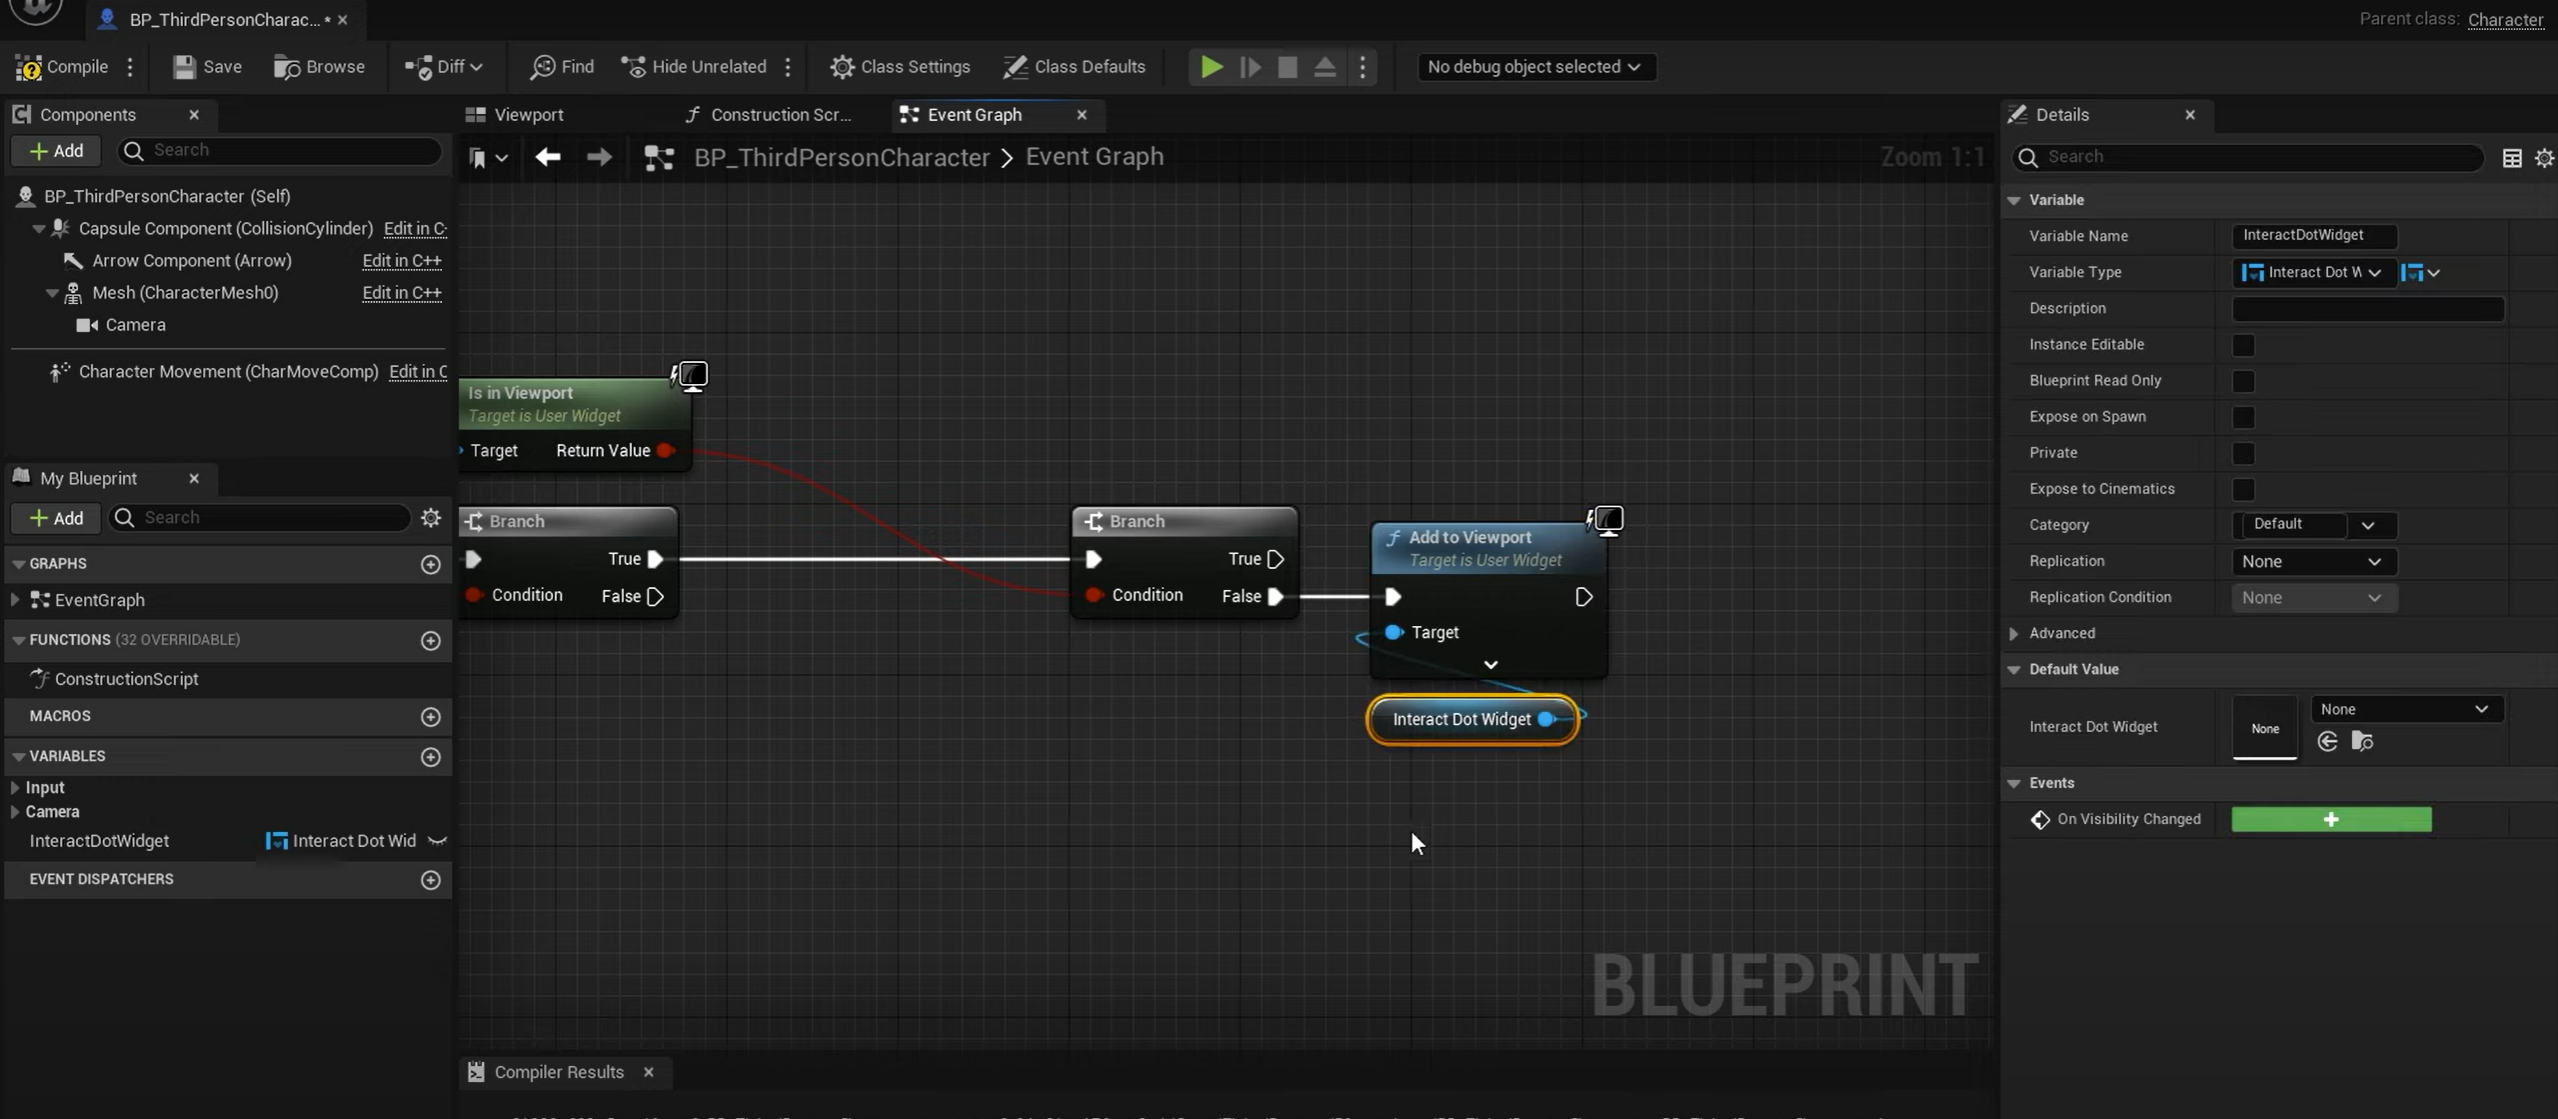 BP_ThirdPersonCharac... *
Parent class: Character
Compile
Save
Browse
Diff
Find
Hide Unrelated
Class Settings
Class Defaults
No debug object selected
Components
Add
Search
BP_ThirdPersonCharacter (Self)
Capsule Component (CollisionCylinder) Edit in C
Arrow Component (Arrow) Edit in C++
Mesh (CharacterMesh0) Edit in C++
Camera
Character Movement (CharMoveComp) Edit in C
My Blueprint
Add
Search
GRAPHS
EventGraph
FUNCTIONS (32 OVERRIDABLE)
ConstructionScript
MACROS
VARIABLES
Input
Camera
InteractDotWidget Interact Dot Wid
EVENT DISPATCHERS
Viewport
Construction Scr...
Event Graph
BP_ThirdPersonCharacter > Event Graph
Zoom 1:1
Is in Viewport
Target is User Widget
Target Return Value
Branch
True
Condition False
Branch
True
Condition False
Add to Viewport
Target is User Widget
Target
Interact Dot Widget
BLUEPRINT
Compiler Results
Details
Search
Variable
Variable Name InteractDotWidget
Variable Type Interact Dot W
Description
Instance Editable
Blueprint Read Only
Expose on Spawn
Private
Expose to Cinematics
Category Default
Replication None
Replication Condition None
Advanced
Default Value
Interact Dot Widget None None
Events
On Visibility Changed